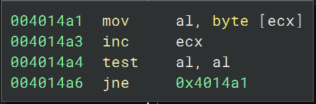 004014a1 mov al, byte [ecx]
004014a3 inc ecx
004014a4 test al, al
004014a6 jne 0x4014a1